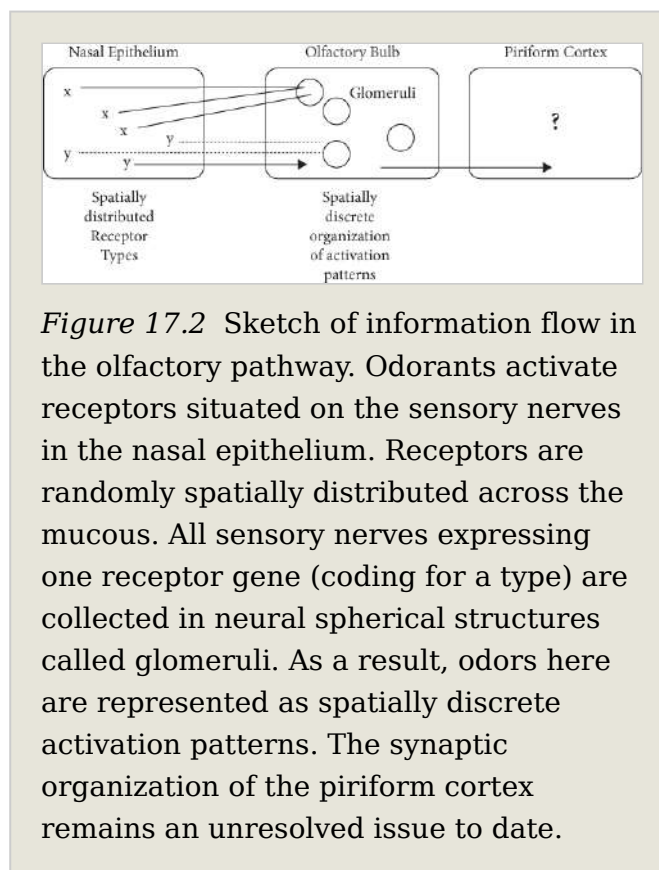 Nasal Epithelium
Olfactory Bulb
Piriform Cortex
x
x
x
y
y
y
Glomeruli
?
Spatially
distributed
Receptor
Types
Spatially
discrete
organization
of activation
patterns
Figure 17.2 Sketch of information flow in
the olfactory pathway. Odorants activate
receptors situated on the sensory nerves
in the nasal epithelium. Receptors are
randomly spatially distributed across the
mucous. All sensory nerves expressing
one receptor gene (coding for a type) are
collected in neural spherical structures
called glomeruli. As a result, odors here
are represented as spatially discrete
activation patterns. The synaptic
organization of the piriform cortex
remains an unresolved issue to date.